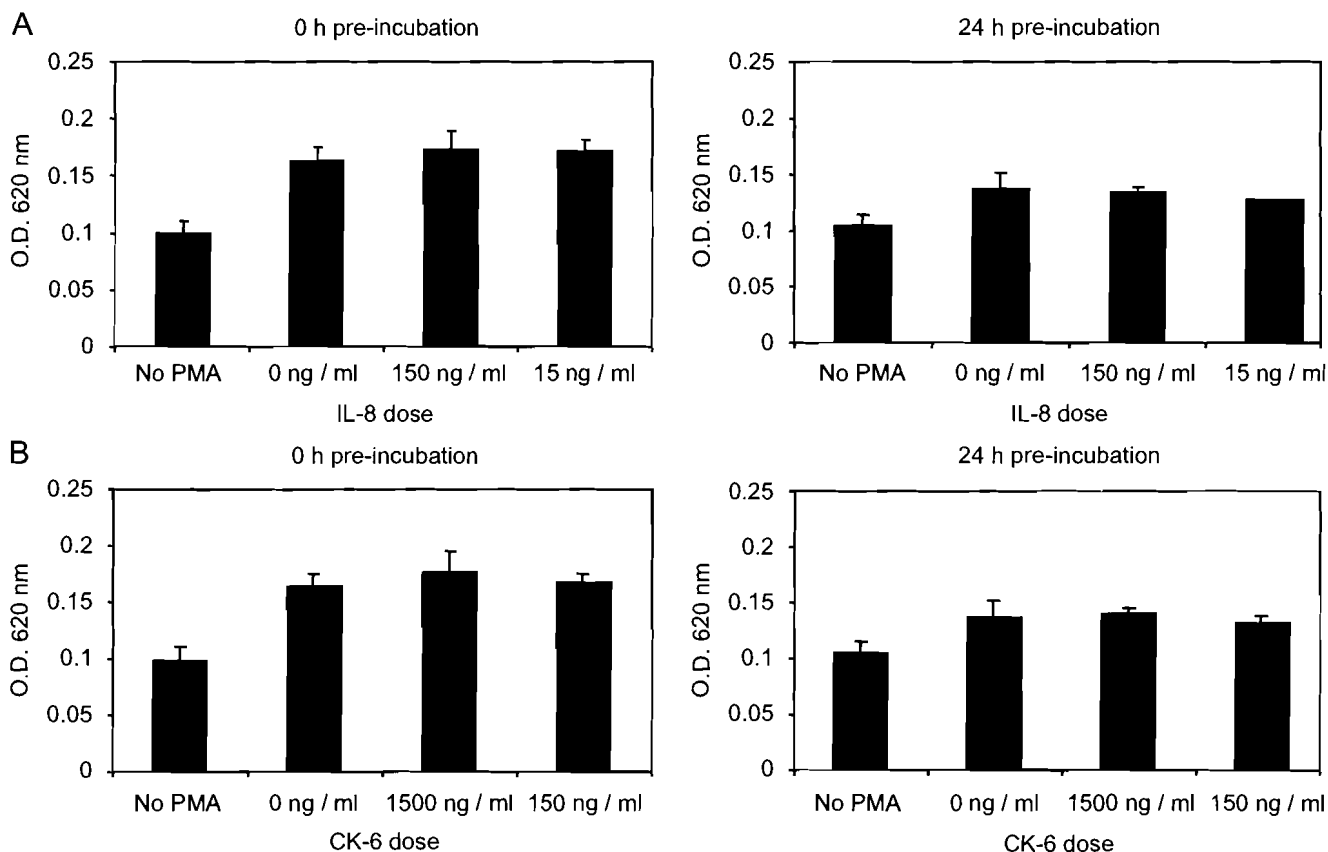 A
0 h pre-incubation
24 h pre-incubation
0.25
0.2
0.15
0.1
0.05
0
O.D. 620 nm
No PMA 0 ng / ml 150 ng / ml 15 ng / ml
IL-8 dose
0.25
0.2
0.15
0.1
0.05
0
O.D. 620 nm
No PMA 0 ng / ml 150 ng / ml 15 ng / ml
IL-8 dose
B
0 h pre-incubation
24 h pre-incubation
0.25
0.2
0.15
0.1
0.05
0
O.D. 620 nm
No PMA 0 ng / ml 1500 ng / ml 150 ng / ml
CK-6 dose
0.25
0.2
0.15
0.1
0.05
0
O.D. 620 nm
No PMA 0 ng / ml 1500 ng / ml 150 ng / ml
CK-6 dose